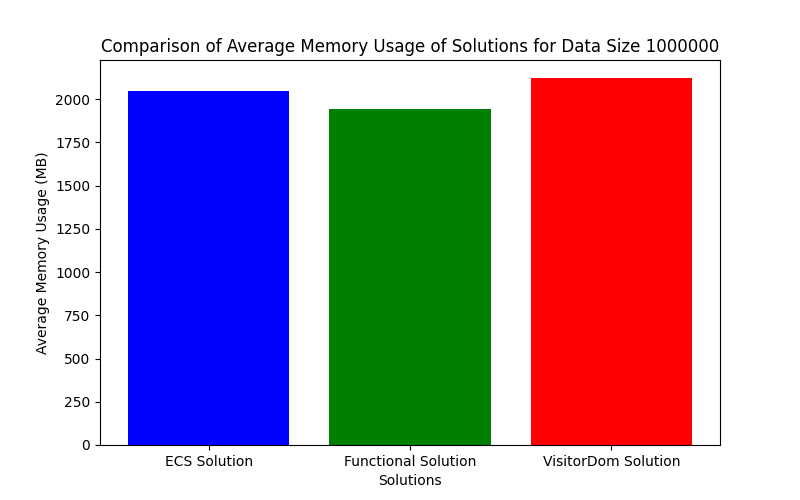 Comparison of Average Memory Usage of Solutions for Data Size 1000000
Average Memory Usage (MB)
2000
1750
1500
1250
1000
750
500
250
0
ECS Solution
Functional Solution
VisitorDom Solution
Solutions